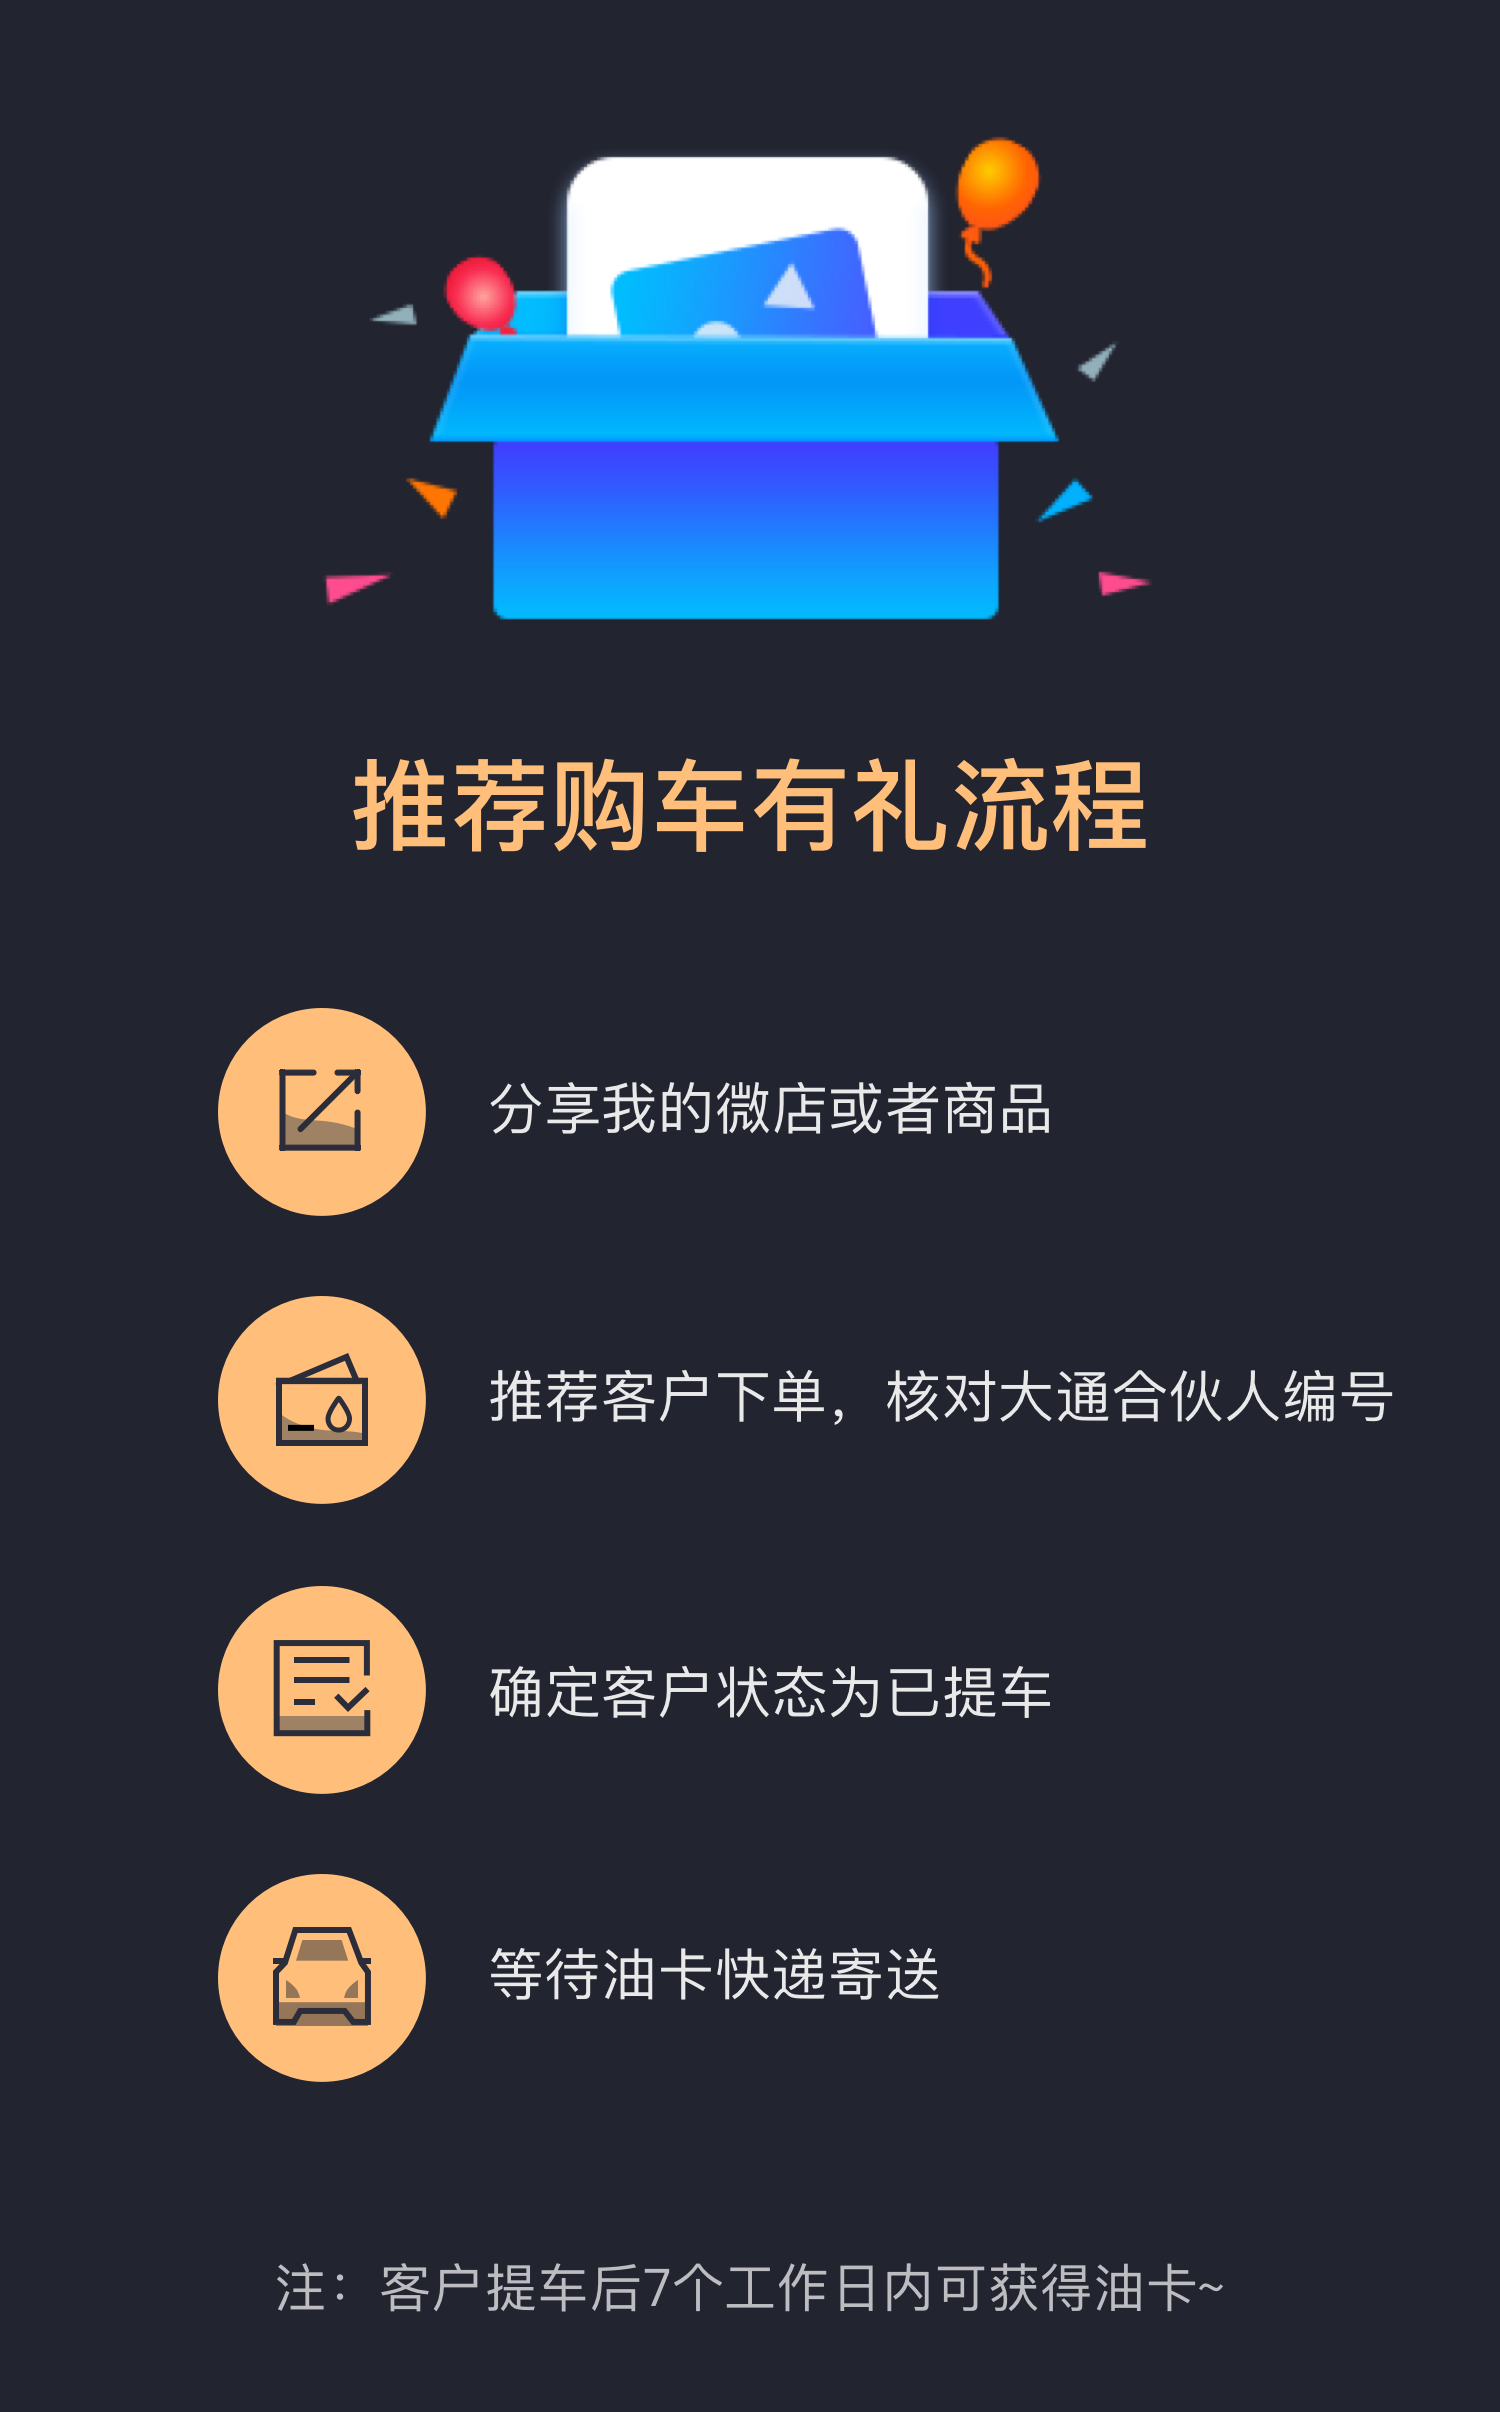 推荐购车有礼流程
分享我的微店或者商品
推荐客户下单，核对大通合伙人编号
确定客户状态为已提车
等待油卡快递寄送
注：客户提车后7个工作日内可获得油卡~